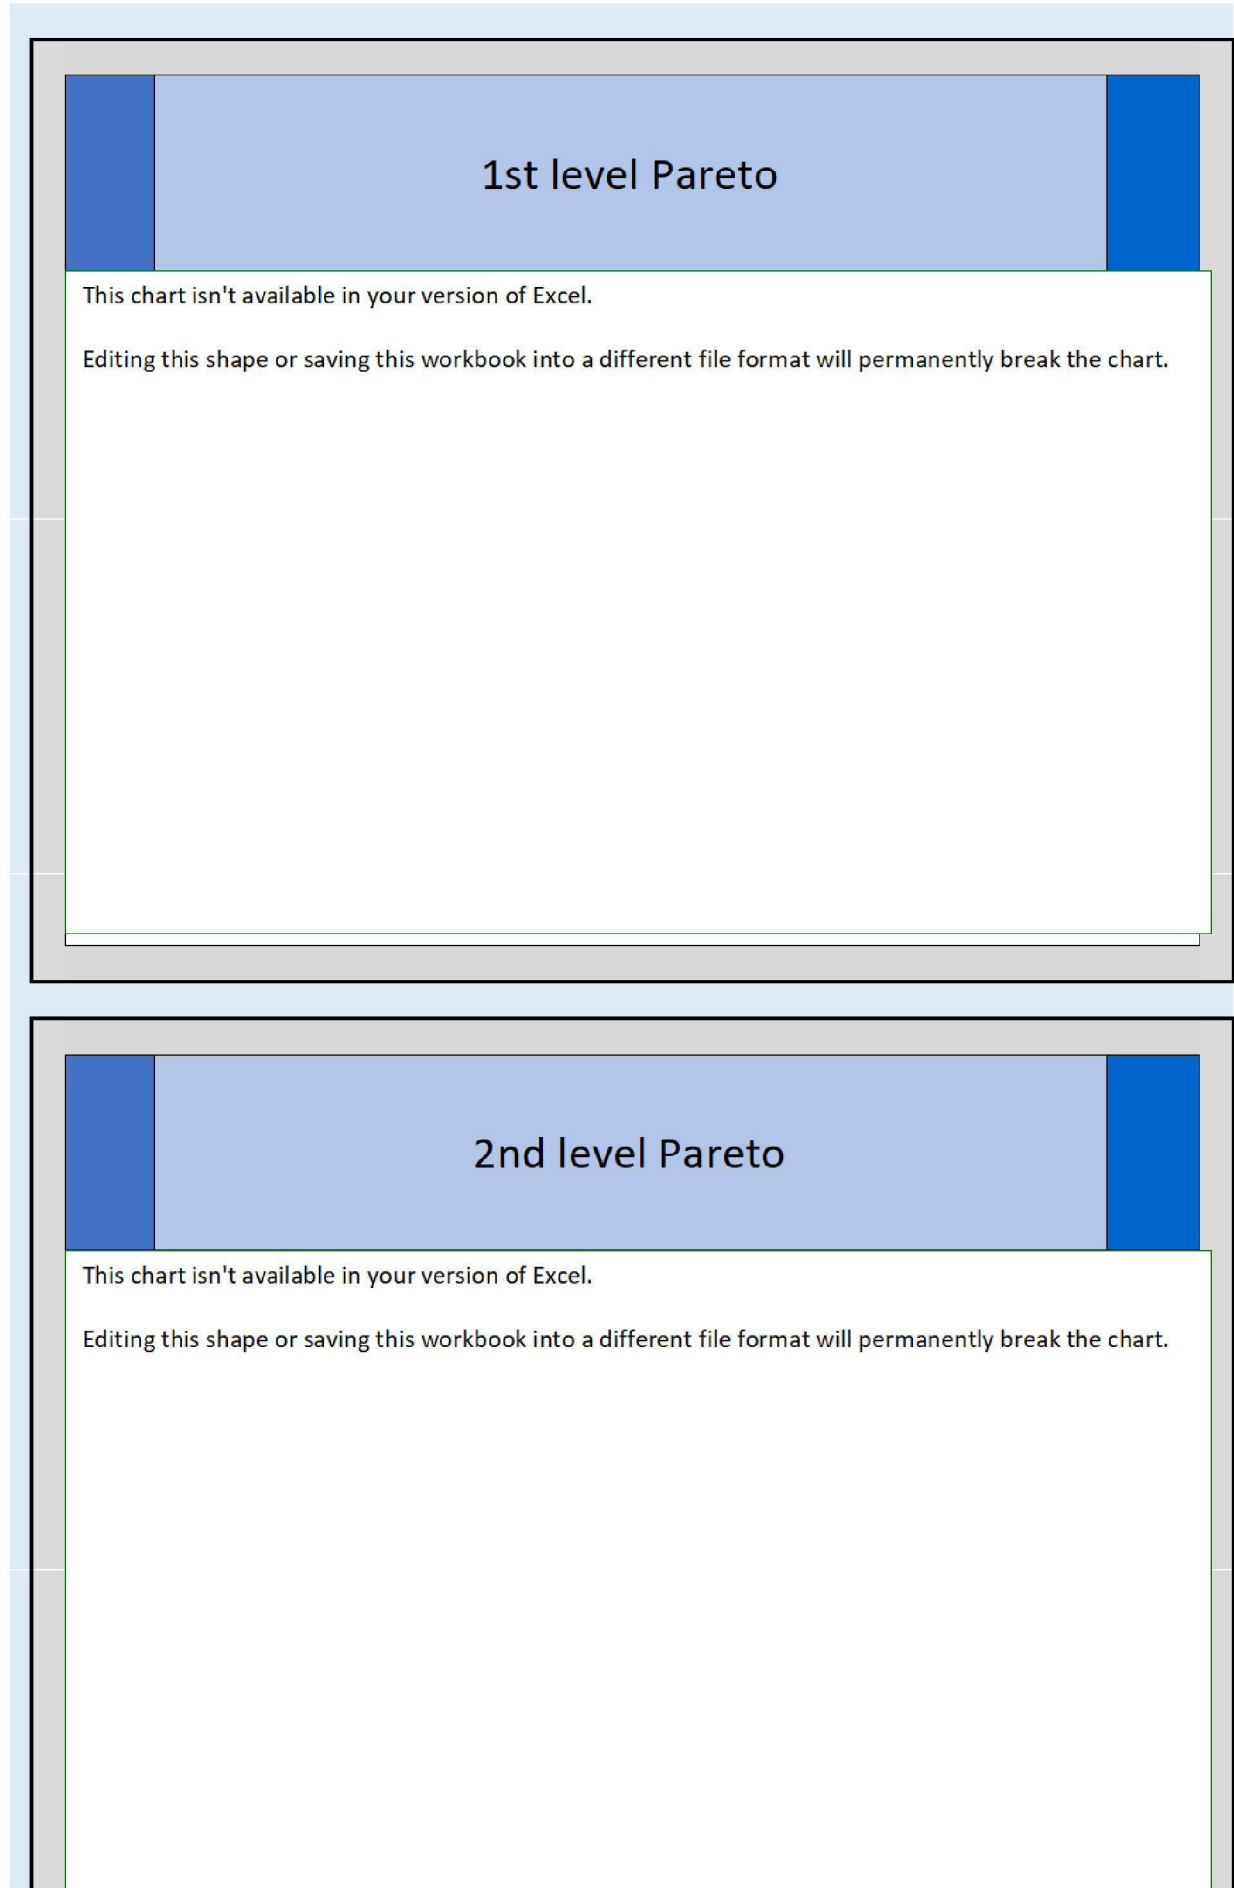 1st level Pareto
This chart isn't available in your version of Excel.
Editing this shape or saving this workbook into a different file format will permanently break the chart.
2nd level Pareto
This chart isn't available in your version of Excel.
Editing this shape or saving this workbook into a different file format will permanently break the chart.